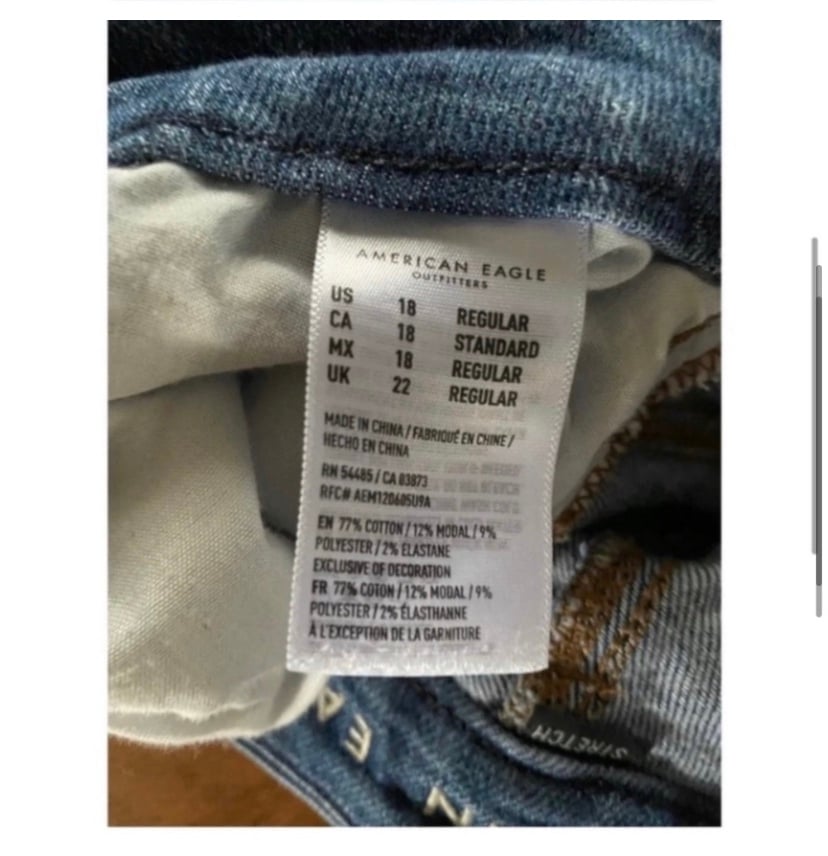 AMERICAN EAGLE
OUTFITTERS
US 18 REGULAR
CA 18 STANDARD
MX 18 REGULAR
UK 22 REGULAR
MADE IN CHINA / FABRIQUÉ EN CHINE /
HECHO EN CHINA
RN 54485 / CA 03873
RFC# AEM120605U9A
EN 77% COTTON / 12% MODAL / 9%
POLYESTER / 2% ELASTANE
EXCLUSIVE OF DECORATION
FR 77% COTON / 12% MODAL / 9%
POLYESTER / 2% ÉLASTHANNE
À L'EXCEPTION DE LA GARNITURE
STRETCH